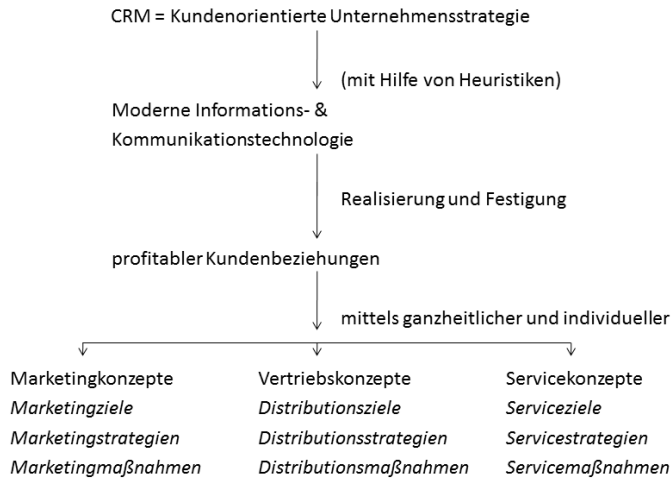 CRM = Kundenorientierte Unternehmensstrategie
(mit Hilfe von Heuristiken)
Moderne Informations- &
Kommunikationstechnologie
Realisierung und Festigung
profitabler Kundenbeziehungen
mittels ganzheitlicher und individueller
Marketingkonzepte
Marketingziele
Marketingstrategien
Marketingmaßnahmen
Vertriebskonzepte
Distributionsziele
Distributionsstrategien
Distributionsmaßnahmen
Servicekonzepte
Serviceziele
Servicestrategien
Servicemaßnahmen